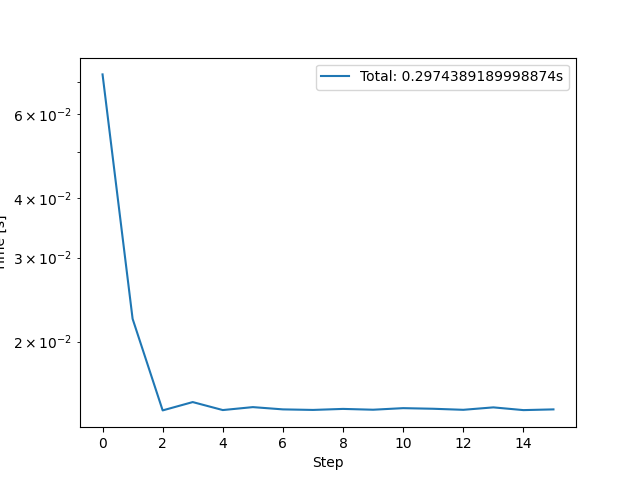 Total: 0.2974389189998874s
6 × 10⁻²
4 × 10⁻²
3 × 10⁻²
2 × 10⁻²
Time [s]
0 2 4 6 8 10 12 14
Step